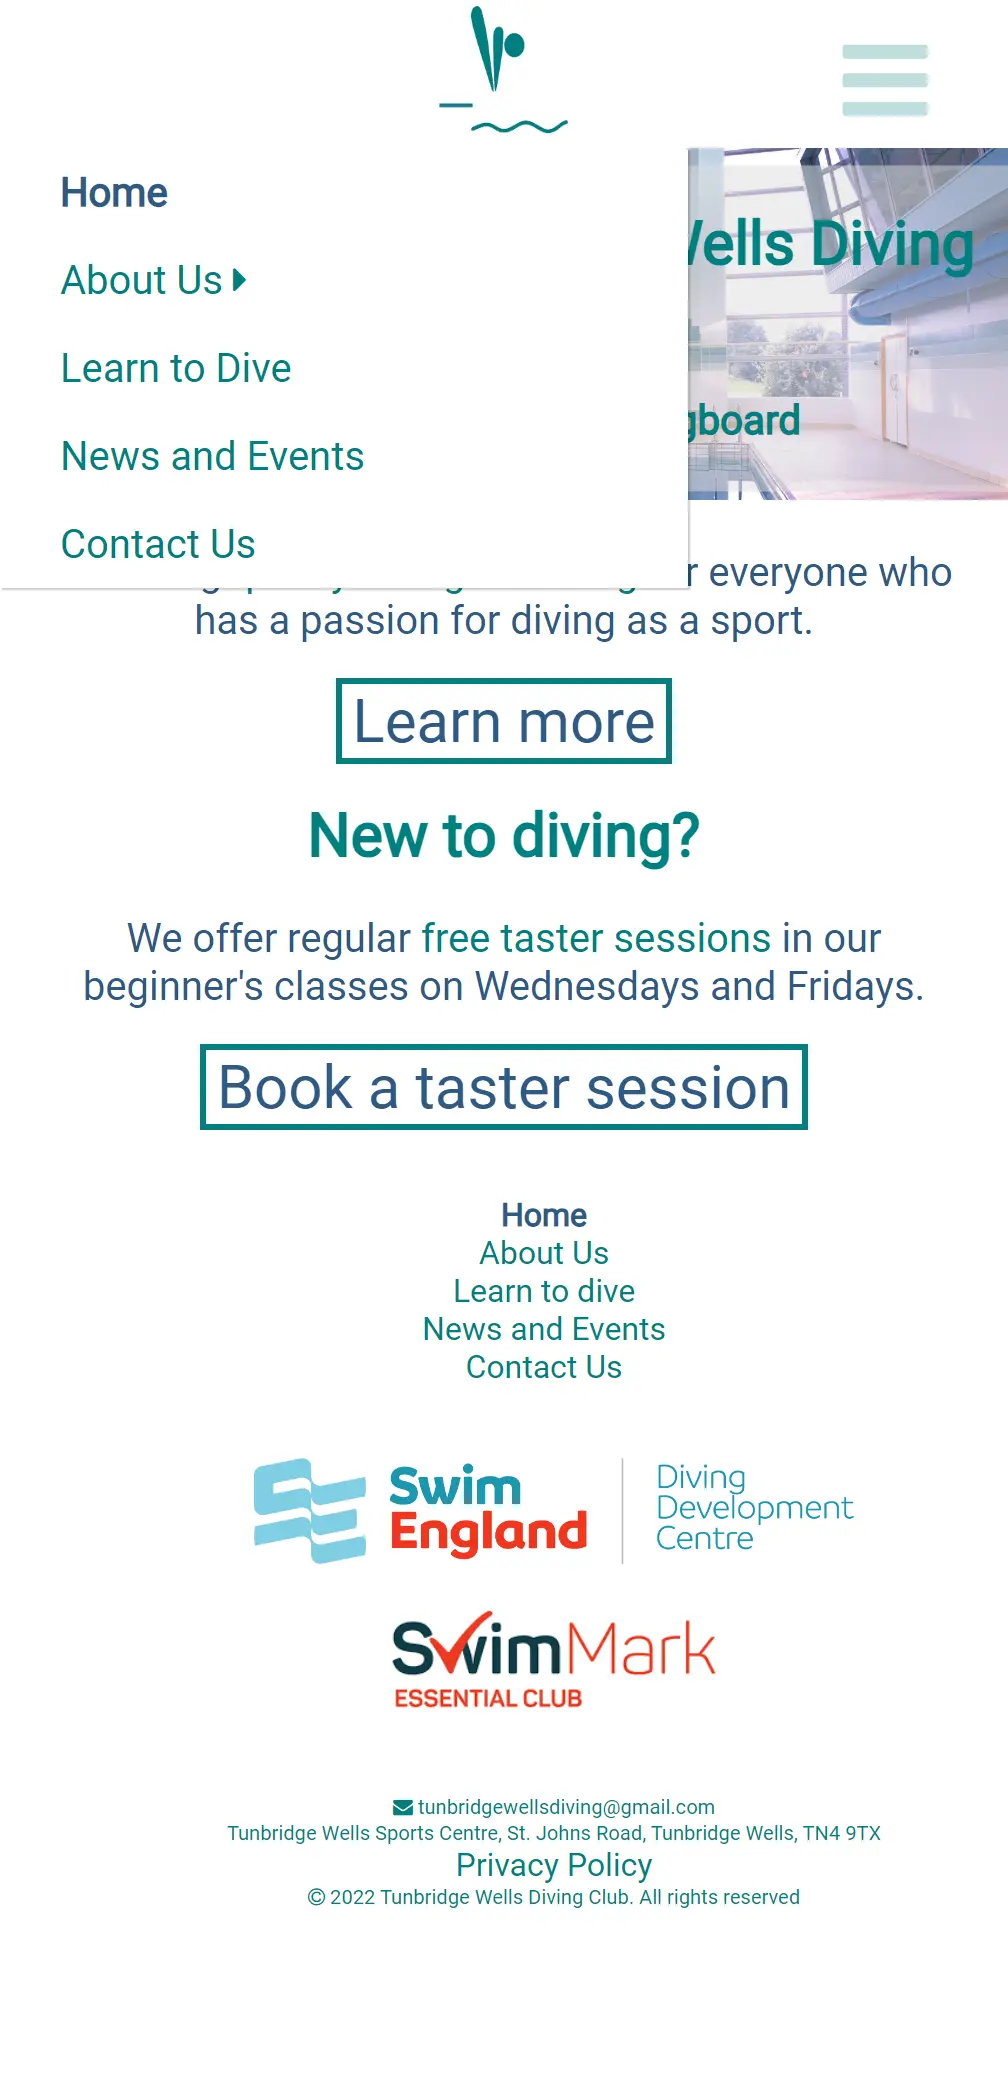 Home
About Us
Learn to Dive
News and Events
Contact Us
Wells Diving
everyone who
has a passion for diving as a sport.
Learn more
New to diving?
We offer regular free taster sessions in our
beginner's classes on Wednesdays and Fridays.
Book a taster session
Home
About Us
Learn to dive
News and Events
Contact Us
Swim
England
Diving
Development
Centre
SwimMark
ESSENTIAL CLUB
tunbridgewellsdiving@gmail.com
Tunbridge Wells Sports Centre, St. Johns Road, Tunbridge Wells, TN4 9TX
Privacy Policy
© 2022 Tunbridge Wells Diving Club. All rights reserved